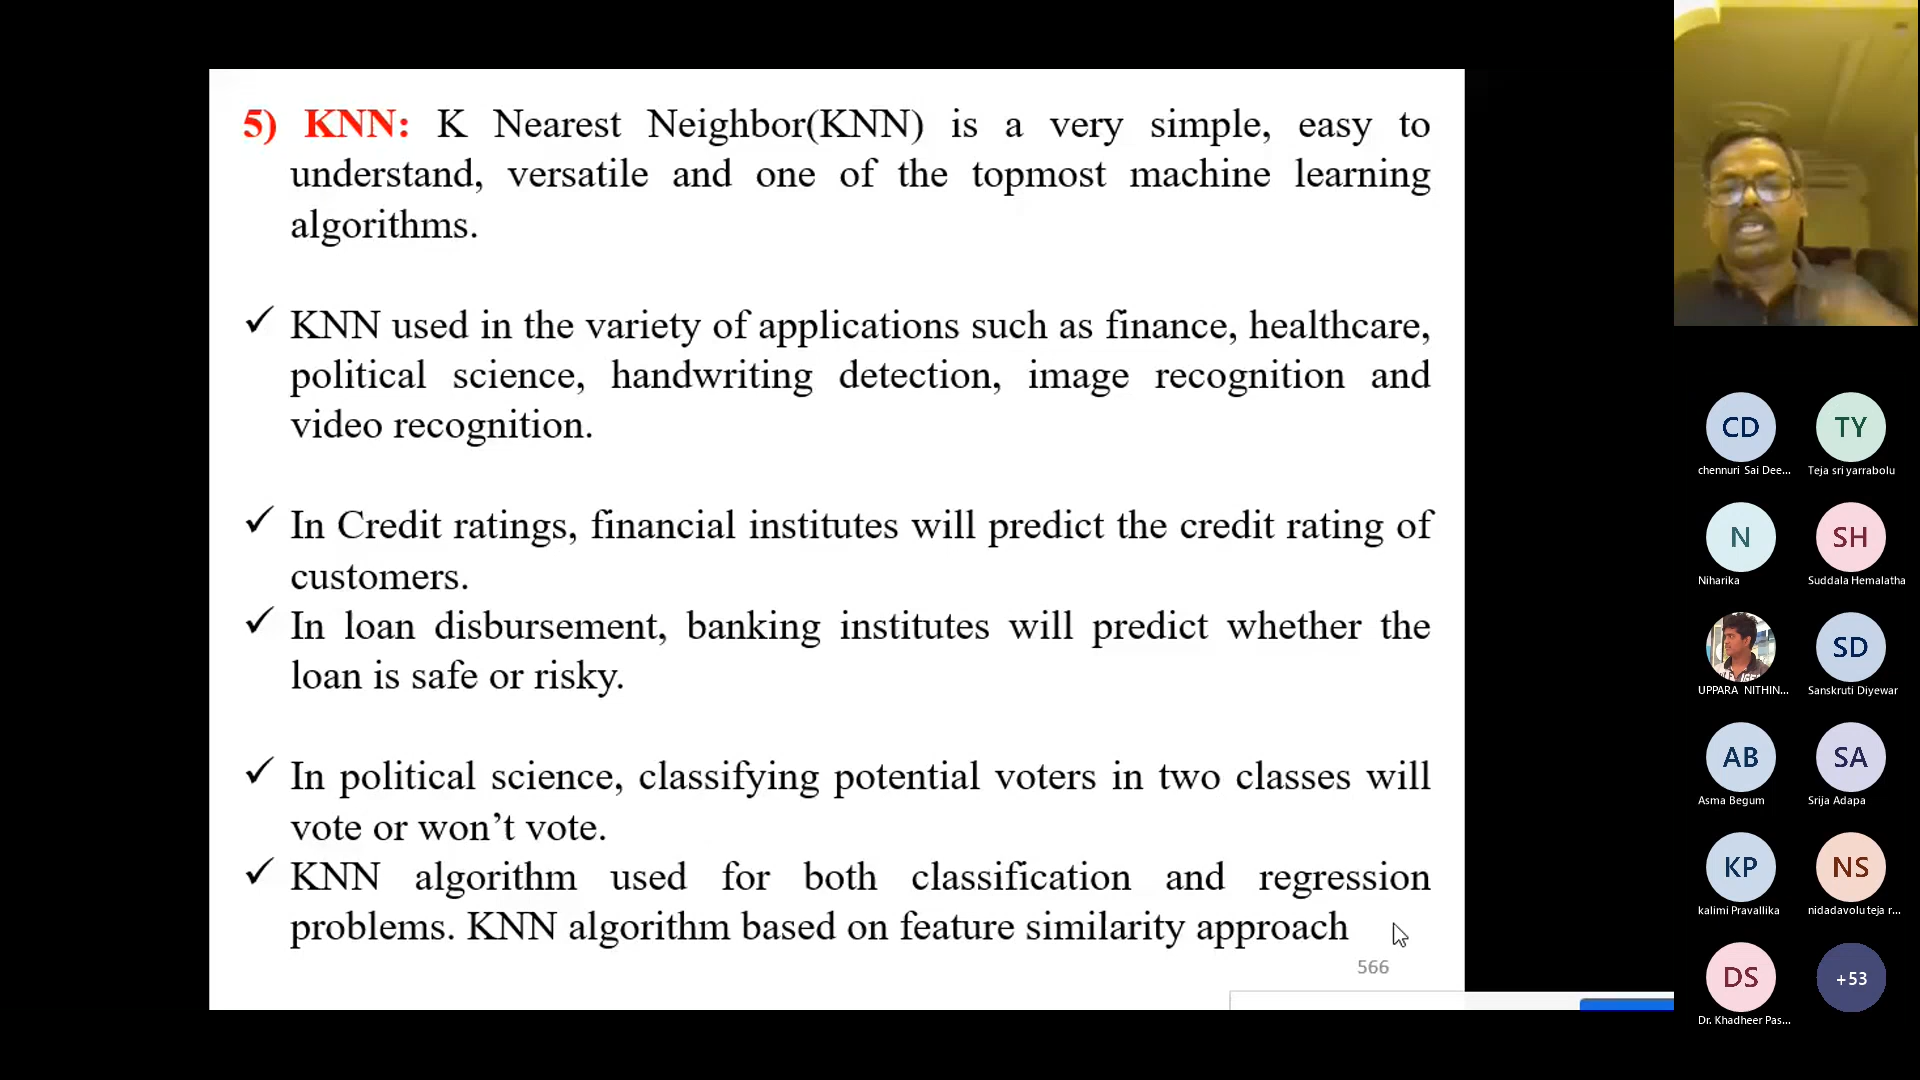 5) KNN: K Nearest Neighbor(KNN) is a very simple, easy to
understand, versatile and one of the topmost machine learning
algorithms.
✓ KNN used in the variety of applications such as finance, healthcare,
political science, handwriting detection, image recognition and
video recognition.
✓ In Credit ratings, financial institutes will predict the credit rating of
customers.
✓ In loan disbursement, banking institutes will predict whether the
loan is safe or risky.
✓ In political science, classifying potential voters in two classes will
vote or won’t vote.
✓ KNN algorithm used for both classification and regression
problems. KNN algorithm based on feature similarity approach
566
CD
TY
chennuri Sai Dee...
Teja sri yarrabolu
N
SH
Niharika
Suddala Hemalatha
SD
UPPARA NITHIN...
Sanskruti Diyewar
AB
SA
Asma Begum
Srija Adapa
KP
NS
kalimi Pravallika
nidadavolu teja r...
DS
+53
Dr. Khadheer Pas...